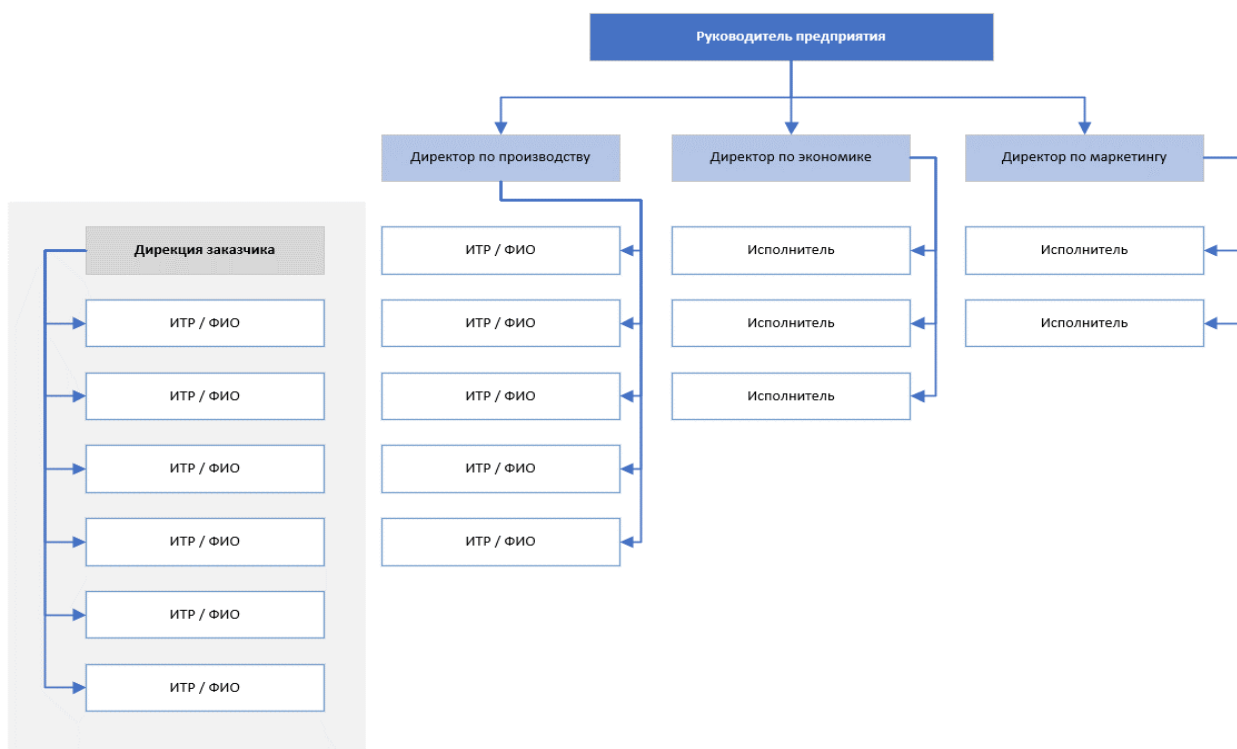 Руководитель предприятия
Директор по производству
Директор по экономике
Директор по маркетингу
Дирекция заказчика
ИТР / ФИО
Исполнитель
Исполнитель
ИТР / ФИО
ИТР / ФИО
Исполнитель
Исполнитель
ИТР / ФИО
ИТР / ФИО
Исполнитель
ИТР / ФИО
ИТР / ФИО
ИТР / ФИО
ИТР / ФИО
ИТР / ФИО
ИТР / ФИО